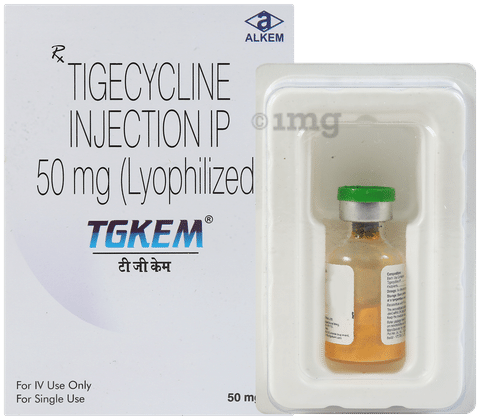 ALKEM
Rx
TIGECYCLINE
INJECTION IP
50 mg (Lyophilized
TGKEM®
टी जी केम
For IV Use Only
For Single Use
50 mg
©1mg